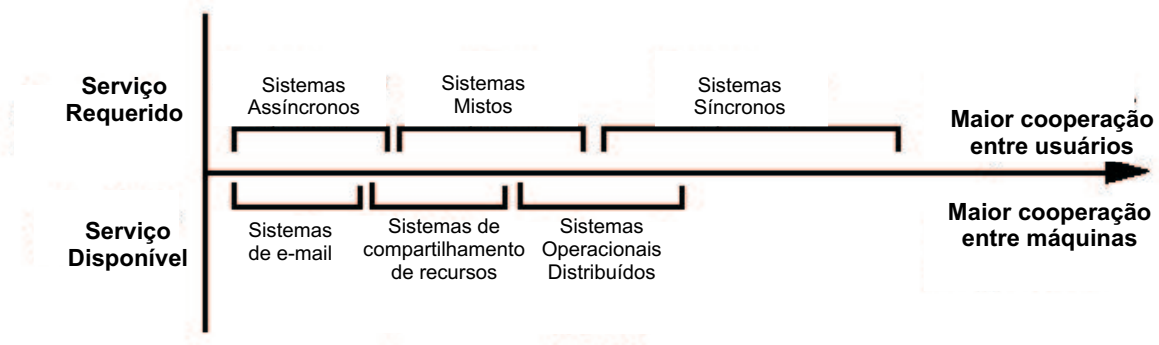 Serviço
Requerido
Sistemas
Assíncronos
Sistemas
Mistos
Sistemas
Síncronos
Maior cooperação
entre usuários
Serviço
Disponível
Sistemas
de e-mail
Sistemas de
compartilhamento
de recursos
Sistemas
Operacionais
Distribuídos
Maior cooperação
entre máquinas